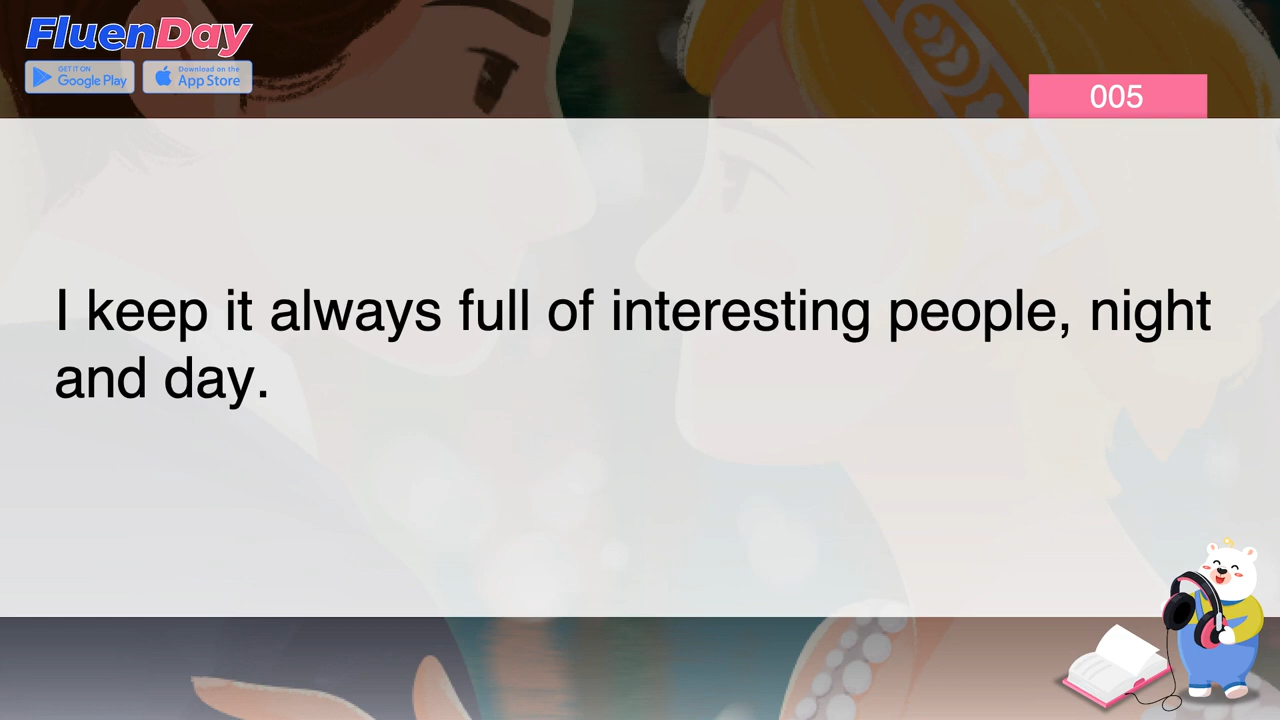 FluenDay
GET IT ON
Google Play
Download on the
App Store
005
I keep it always full of interesting people, night
and day.